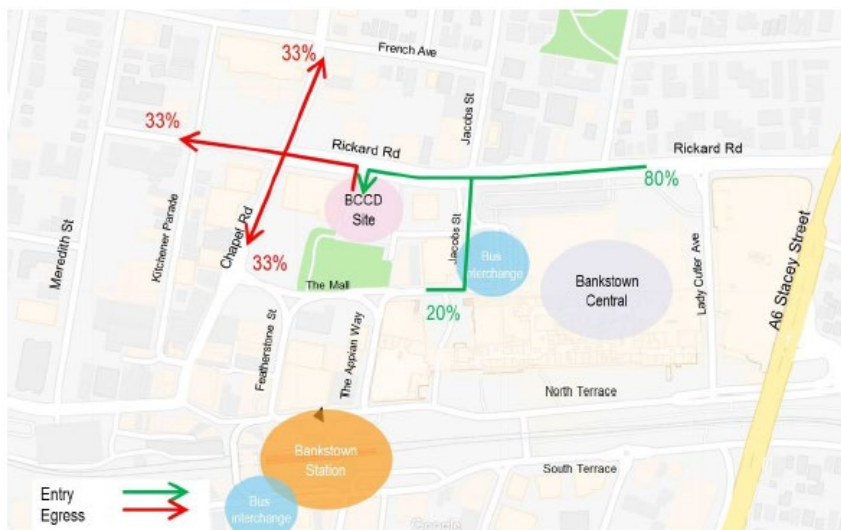 33%
French Ave
33%
Rickard Rd
Jacobs St
Rickard Rd
80%
BCCD
Site
Meredith St
Kitchener Parade
Chapel Rd
33%
Jacobs St
Bus
interchange
Bankstown
Central
Lady Cutler Ave
A6 Stacey Street
The Mall
20%
Featherstone St
The Appian Way
North Terrace
Bankstown
Station
South Terrace
Entry
Egress
Bus
interchange
Google